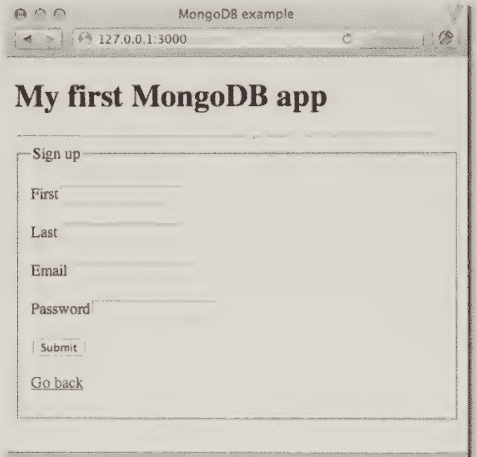 MongoDB example
127.0.0.1:3000
My first MongoDB app
Sign up
First
Last
Email
Password
Submit
Go back